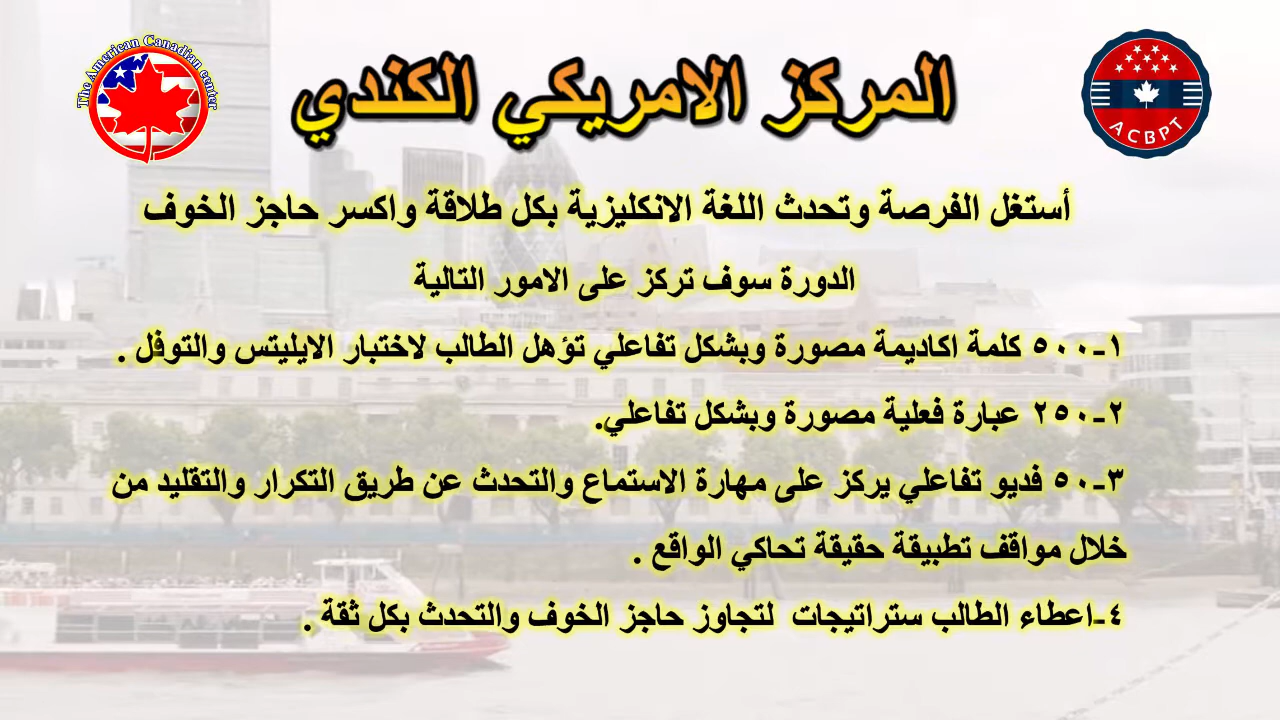 The American Canadian center
المركز الامريكي الكندي
ACBPT
أستغل الفرصة وتحدث اللغة الانكليزية بكل طلاقة واكسر حاجز الخوف
الدورة سوف تركز على الامور التالية
١-٥٠٠ كلمة اكاديمة مصورة وبشكل تفاعلي تؤهل الطالب لاختبار الايليتس والتوفل .
٢-٢٥٠ عبارة فعلية مصورة وبشكل تفاعلي.
٣-٥٠ فديو تفاعلي يركز على مهارة الاستماع والتحدث عن طريق التكرار والتقليد من
خلال مواقف تطبيقة حقيقة تحاكي الواقع .
٤-اعطاء الطالب ستراتيجات لتجاوز حاجز الخوف والتحدث بكل ثقة .